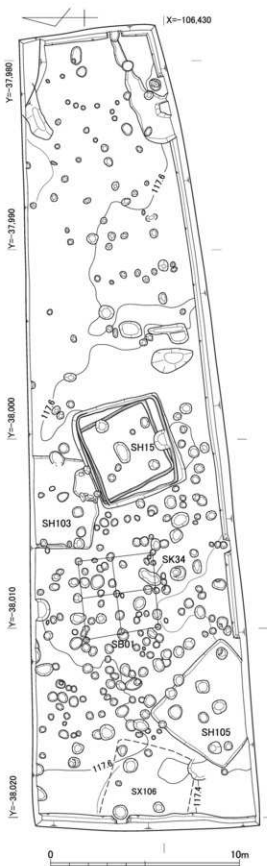 X=-106,430
Y=-37,980
117.6
Y=-37,990
117.6
Y=-38,000
SH15
SH103
SK34
SB01
Y=-38,010
SH105
117.6
117.4
SX106
Y=-38,020
0 10m